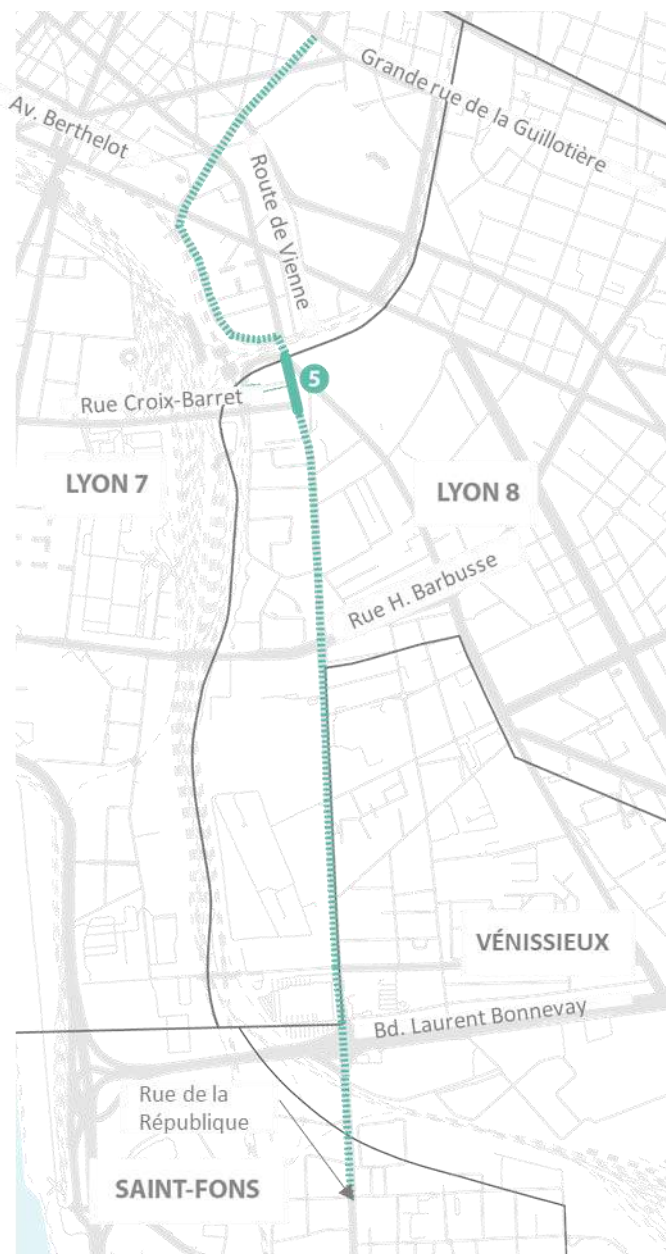 Grande rue de la Guillotière
Av. Berthelot
Route de Vienne
5
Rue Croix-Barret
LYON 7
LYON 8
Rue H. Barbusse
VÉNISSIEUX
Bd. Laurent Bonnevay
Rue de la
République
SAINT-FONS